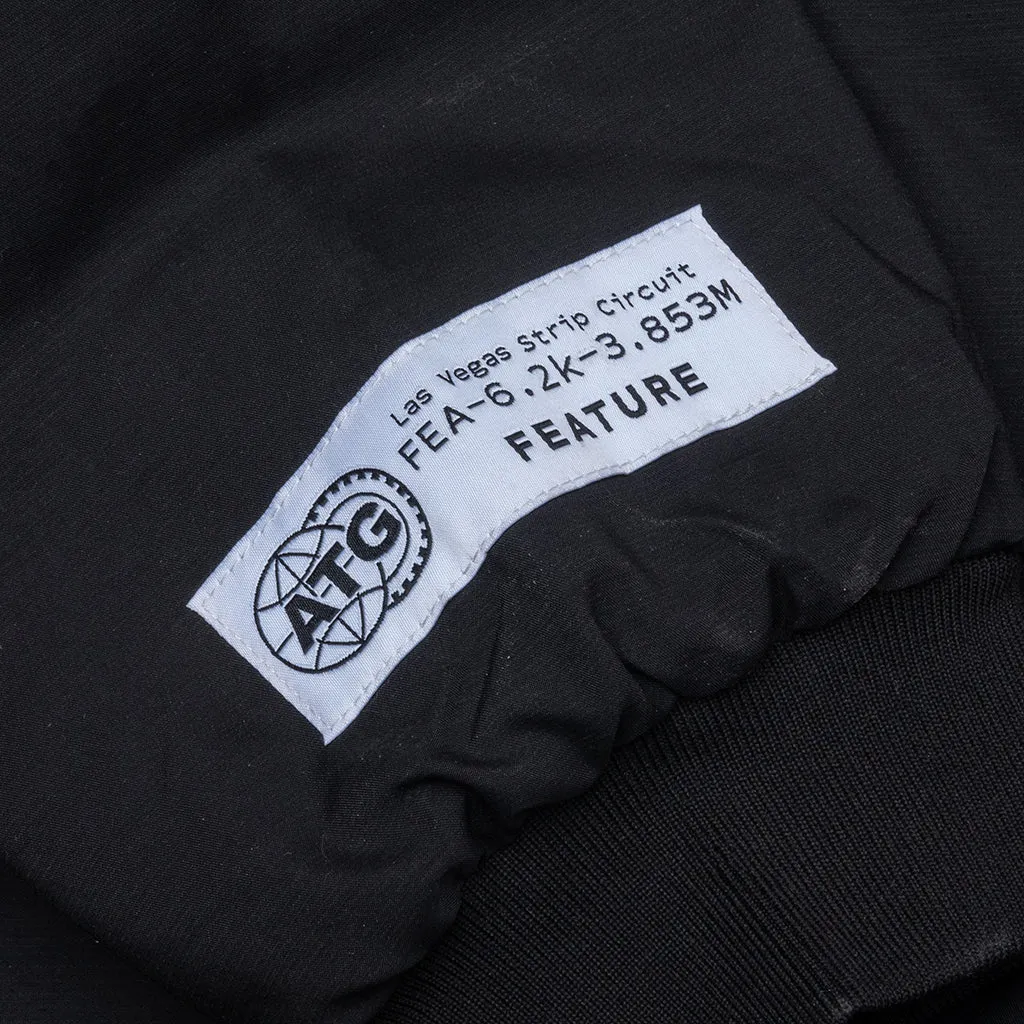 Las Vegas Strip Circuit
FEA-6.2K-3.853M
FEATURE
ATG